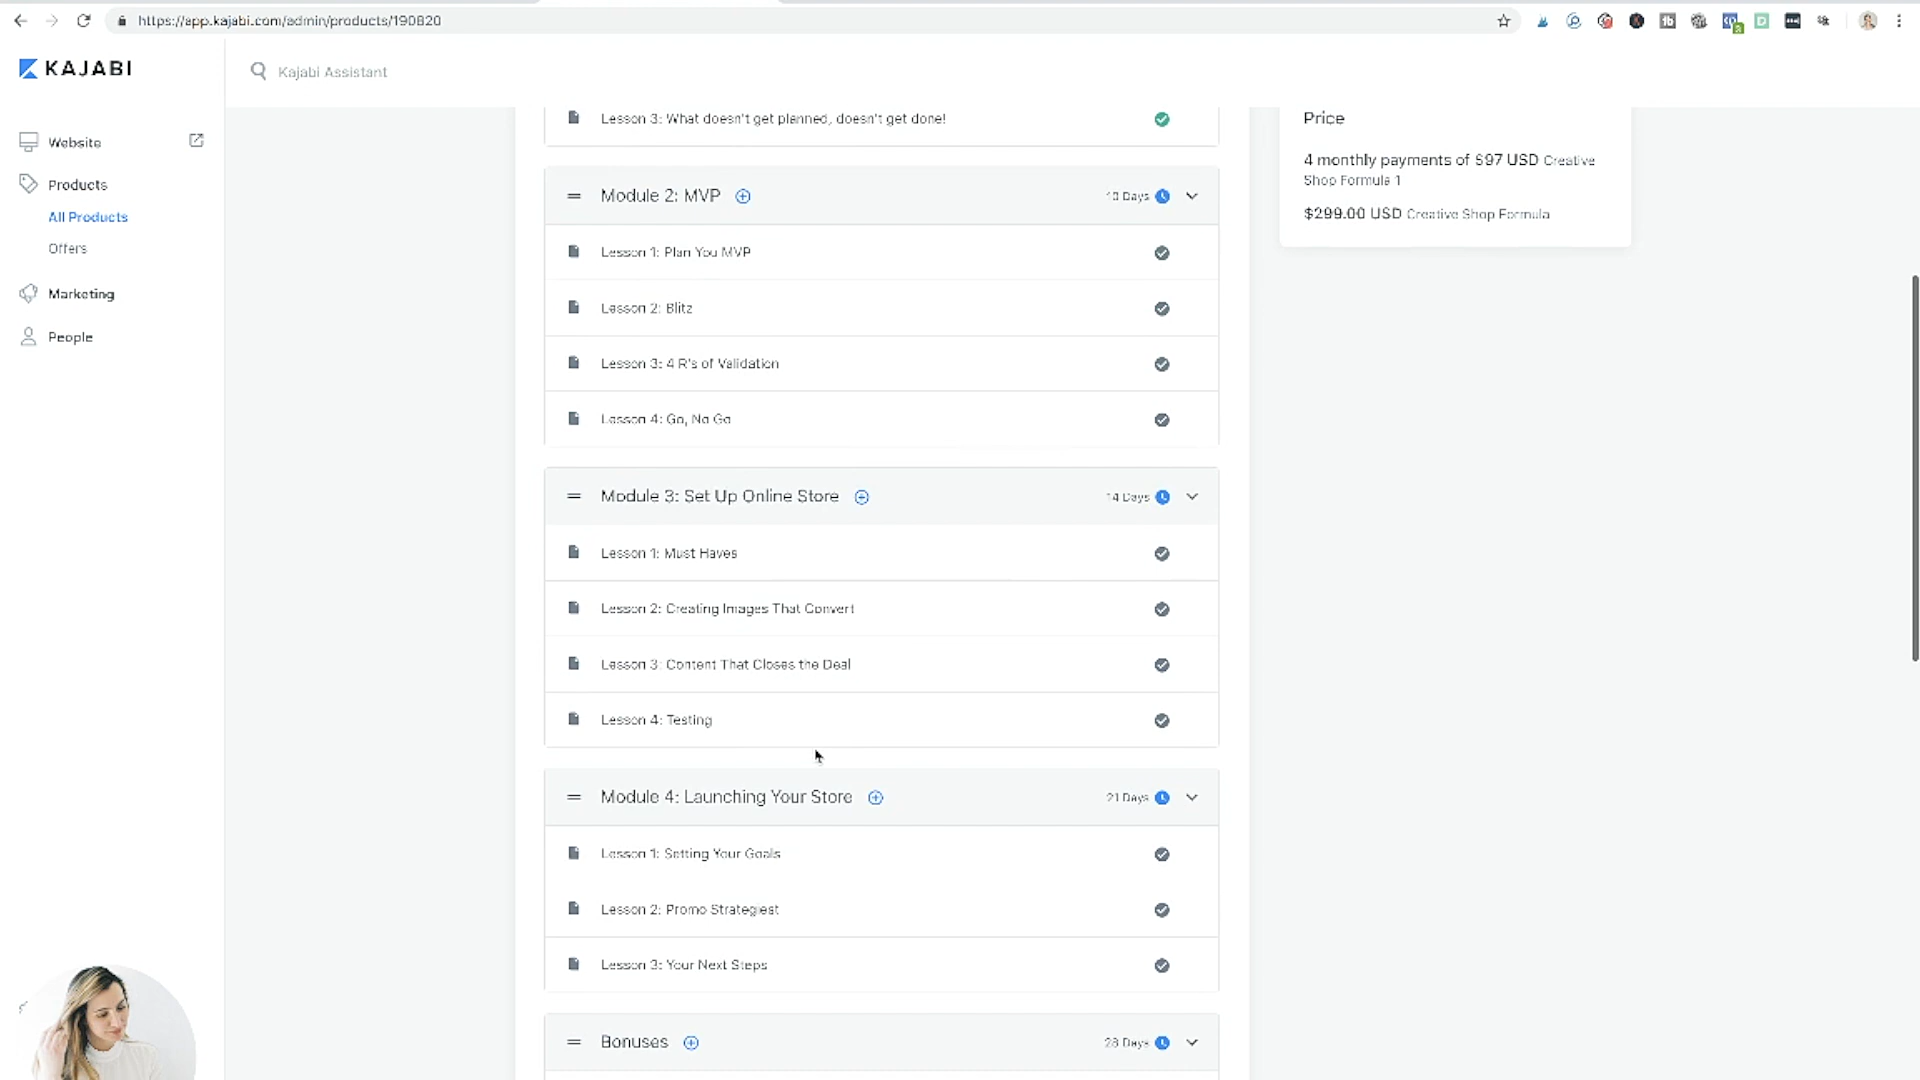 https://app.kajabi.com/admin/products/190820
KAJABI
Kajabi Assistant
Website
Products
All Products
Offers
Marketing
People
Lesson 3: What doesn't get planned, doesn't get done!
Module 2: MVP
10 Days
Lesson 1: Plan You MVP
Lesson 2: Blitz
Lesson 3: 4 R's of Validation
Lesson 4: Go, No Go
Module 3: Set Up Online Store
14 Days
Lesson 1: Must Haves
Lesson 2: Creating Images That Convert
Lesson 3: Content That Closes the Deal
Lesson 4: Testing
Module 4: Launching Your Store
21 Days
Lesson 1: Setting Your Goals
Lesson 2: Promo Strategiest
Lesson 3: Your Next Steps
Bonuses
28 Days
Price
4 monthly payments of $97 USD Creative
Shop Formula 1
$299.00 USD Creative Shop Formula